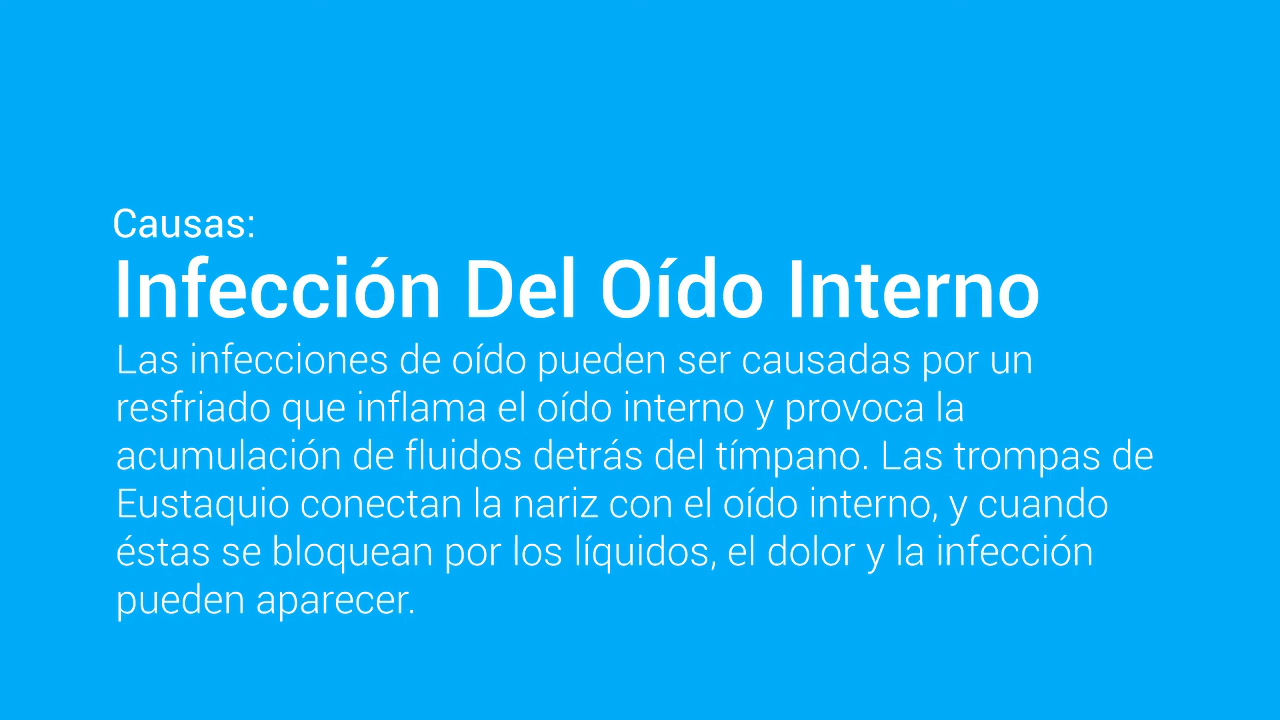 Causas:
Infección Del Oído Interno
Las infecciones de oído pueden ser causadas por un
resfriado que inflama el oído interno y provoca la
acumulación de fluidos detrás del tímpano. Las trompas de
Eustaquio conectan la nariz con el oído interno, y cuando
éstas se bloquean por los líquidos, el dolor y la infección
pueden aparecer.